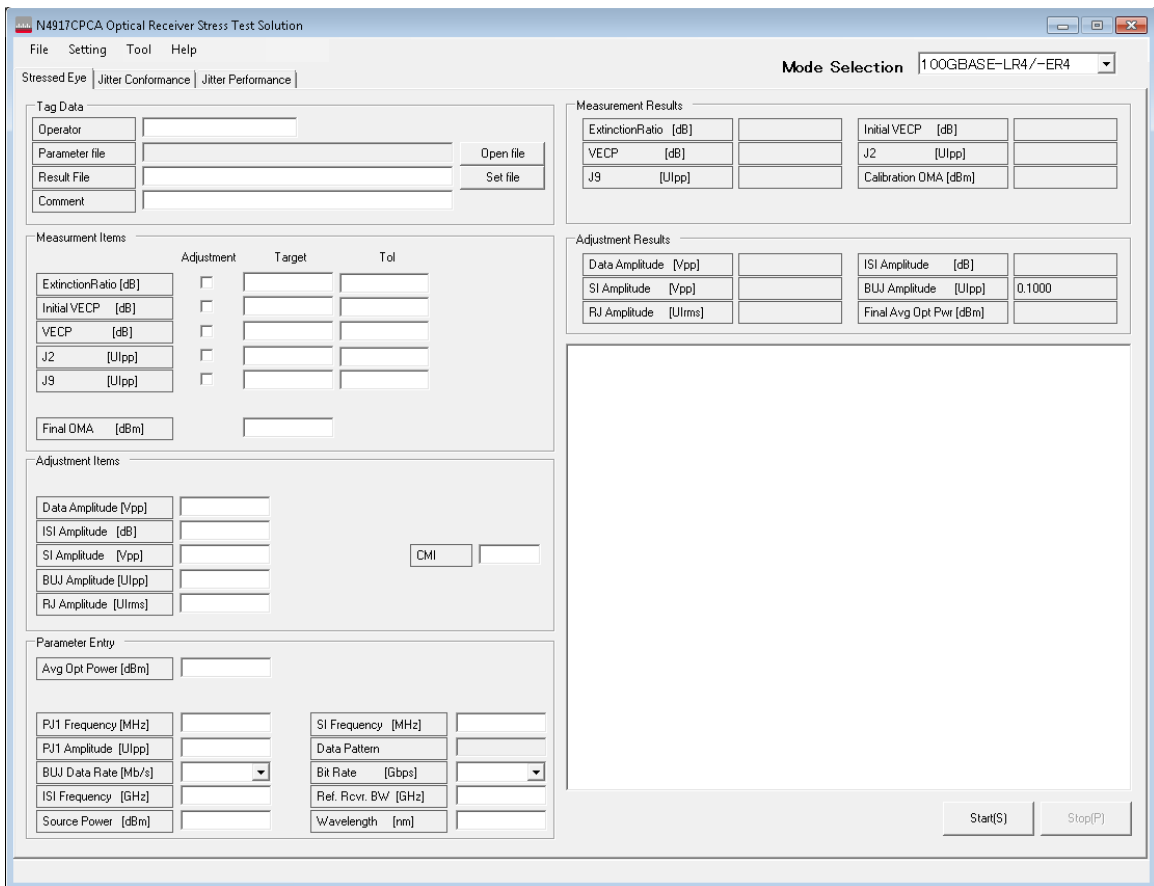 N4917CPCA Optical Receiver Stress Test Solution
File Setting Tool Help
Mode Selection 100GBASE-LR4/-ER4
Stressed Eye Jitter Conformance Jitter Performance
Tag Data
Operator
Parameter file Open file
Result File Set file
Comment
Measurment Items
Adjustment Target Tol
ExtinctionRatio [dB]
Initial VECP [dB]
VECP [dB]
J2 [UIpp]
J9 [UIpp]
Final OMA [dBm]
Adjustment Items
Data Amplitude [Vpp]
ISI Amplitude [dB]
SI Amplitude [Vpp] CMI
BUJ Amplitude [UIpp]
RJ Amplitude [UIrms]
Parameter Entry
Avg Opt Power [dBm]
PJ1 Frequency [MHz] SI Frequency [MHz]
PJ1 Amplitude [UIpp] Data Pattern
BUJ Data Rate [Mb/s] Bit Rate [Gbps]
ISI Frequency [GHz] Ref. Rcvr. BW [GHz]
Source Power [dBm] Wavelength [nm]
Measurement Results
ExtinctionRatio [dB] Initial VECP [dB]
VECP [dB] J2 [UIpp]
J9 [UIpp] Calibration OMA [dBm]
Adjustment Results
Data Amplitude [Vpp] ISI Amplitude [dB]
SI Amplitude [Vpp] BUJ Amplitude [UIpp] 0.1000
RJ Amplitude [UIrms] Final Avg Opt Pwr [dBm]
Start(S) Stop(P)